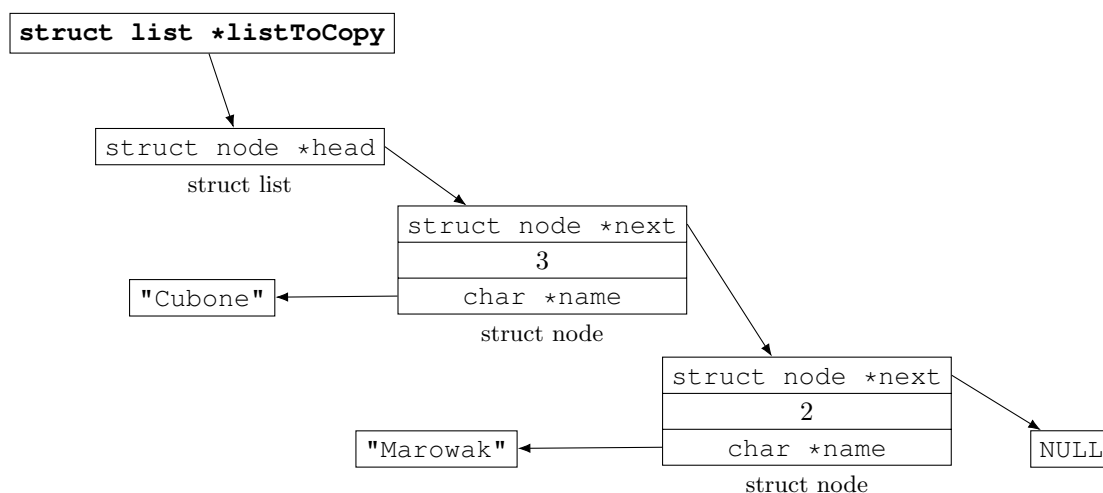 struct list *listToCopy
struct node *head
struct list
struct node *next
3
"Cubone"
char *name
struct node
struct node *next
2
"Marowak"
char *name
NULL
struct node